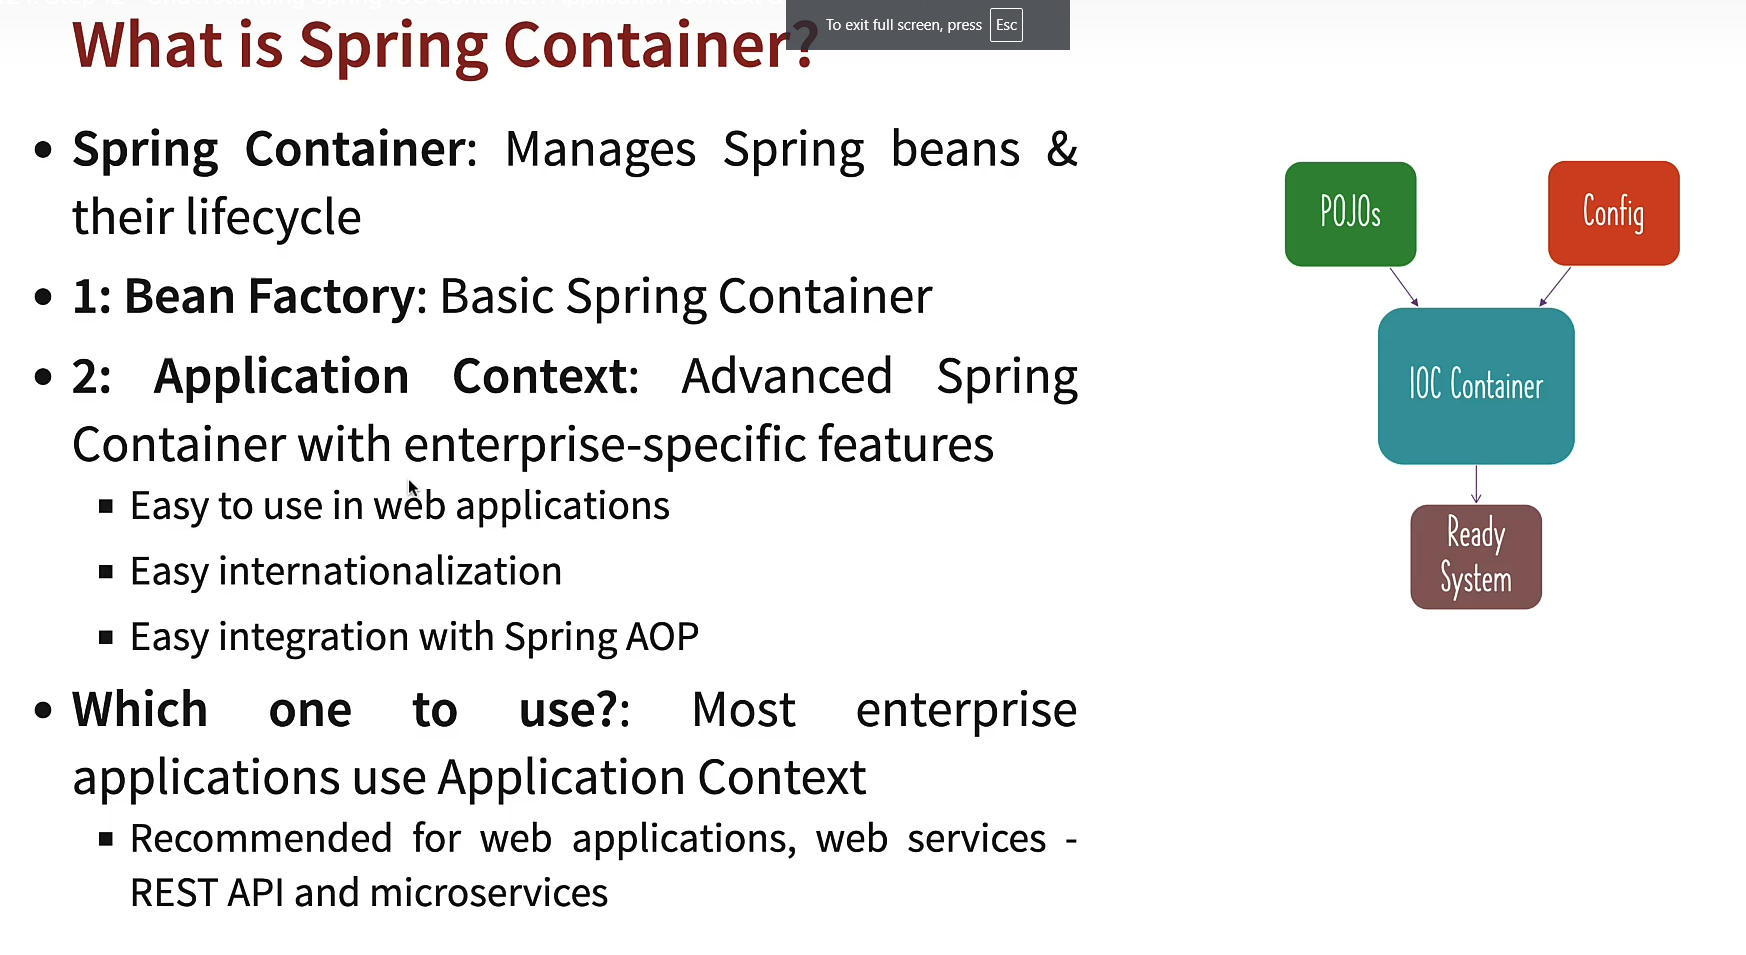 What is Spring Container?
To exit full screen, press Esc
• Spring Container: Manages Spring beans &
their lifecycle
• 1: Bean Factory: Basic Spring Container
• 2: Application Context: Advanced Spring
Container with enterprise-specific features
▪ Easy to use in web applications
▪ Easy internationalization
▪ Easy integration with Spring AOP
• Which one to use?: Most enterprise
applications use Application Context
▪ Recommended for web applications, web services -
REST API and microservices
POJOs
Config
IOC Container
Ready
System